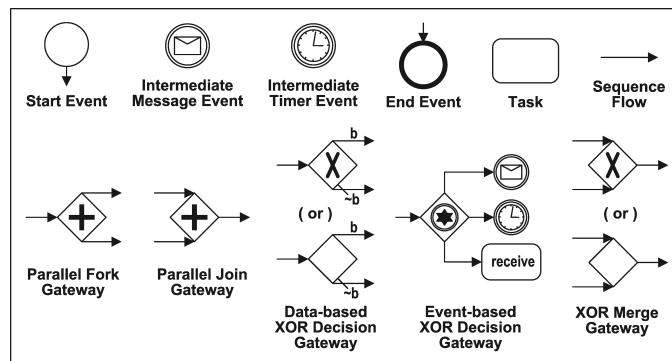 Start Event
Intermediate
Message Event
Intermediate
Timer Event
End Event
Task
Sequence
Flow
b
~b
X
( or )
b
~b
Data-based
XOR Decision
Gateway
Parallel Fork
Gateway
Parallel Join
Gateway
receive
Event-based
XOR Decision
Gateway
X
( or )
XOR Merge
Gateway